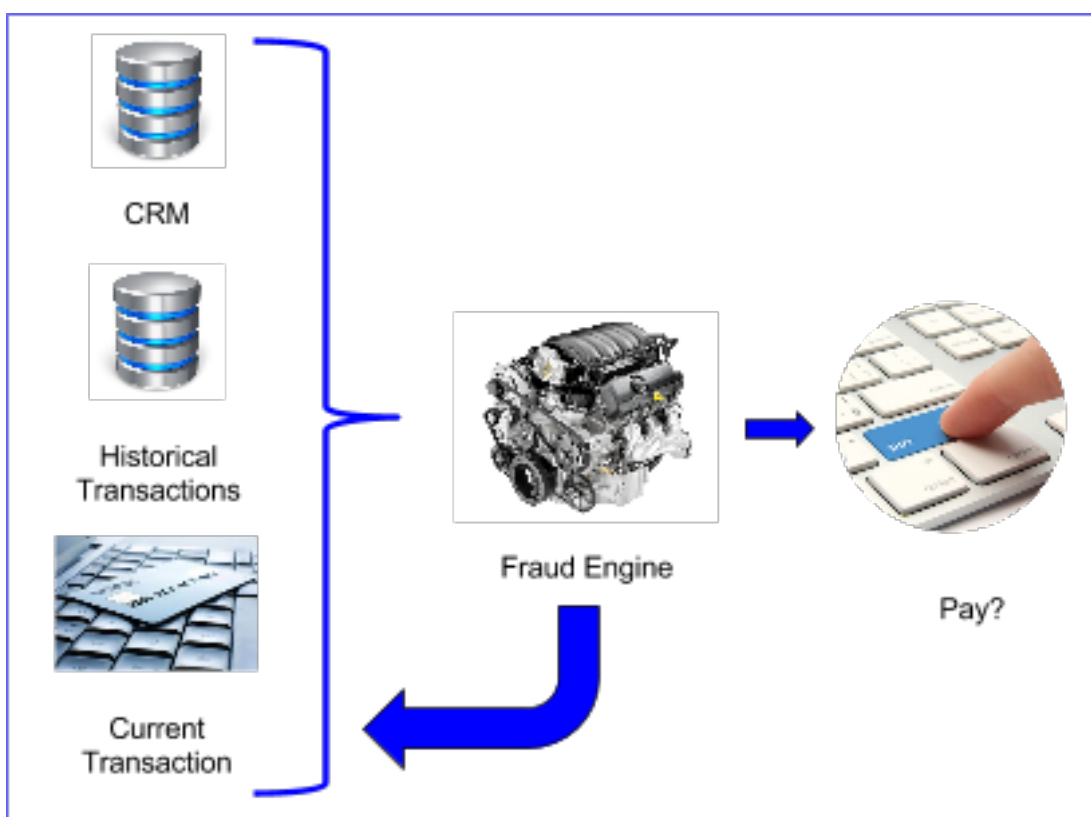 CRM
Historical
Transactions
Current
Transaction
Fraud Engine
Pay?